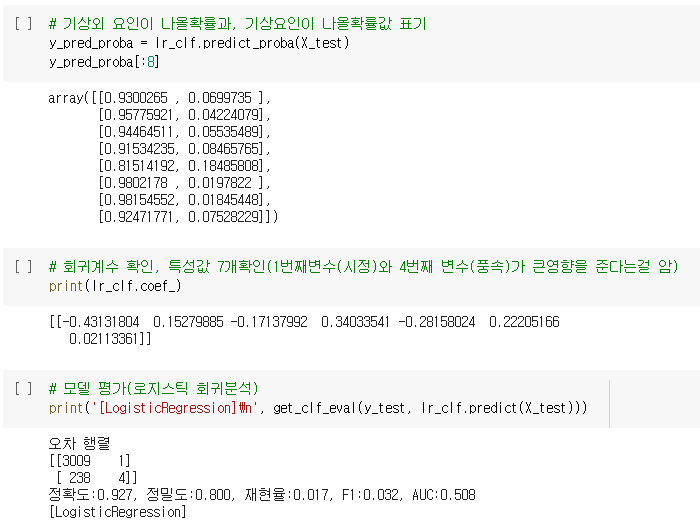 [ ] # 기상외 요인이 나올확률과, 기상요인이 나올확률값 표기
y_pred_proba = lr_clf.predict_proba(X_test)
y_pred_proba[:8]
array([[0.9300265 , 0.0699735 ],
[0.95775921, 0.04224079],
[0.94464511, 0.05535489],
[0.91534235, 0.08465765],
[0.81514192, 0.18485808],
[0.9802178 , 0.0197822 ],
[0.98154552, 0.01845448],
[0.92471771, 0.07528229]])
[ ] # 회귀계수 확인, 특성값 7개확인(1번째변수(시정)와 4번째 변수(풍속)가 큰영향을 준다는걸 암)
print(lr_clf.coef_)
[[-0.43131804 0.15279885 -0.17137992 0.34033541 -0.28158024 0.22205166
0.02113361]]
[ ] # 모델 평가(로지스틱 회귀분석)
print('[LogisticRegression]₩n', get_clf_eval(y_test, lr_clf.predict(X_test)))
오차 행렬
[[3009 1]
[ 238 4]]
정확도:0.927, 정밀도:0.800, 재현율:0.017, F1:0.032, AUC:0.508
[LogisticRegression]